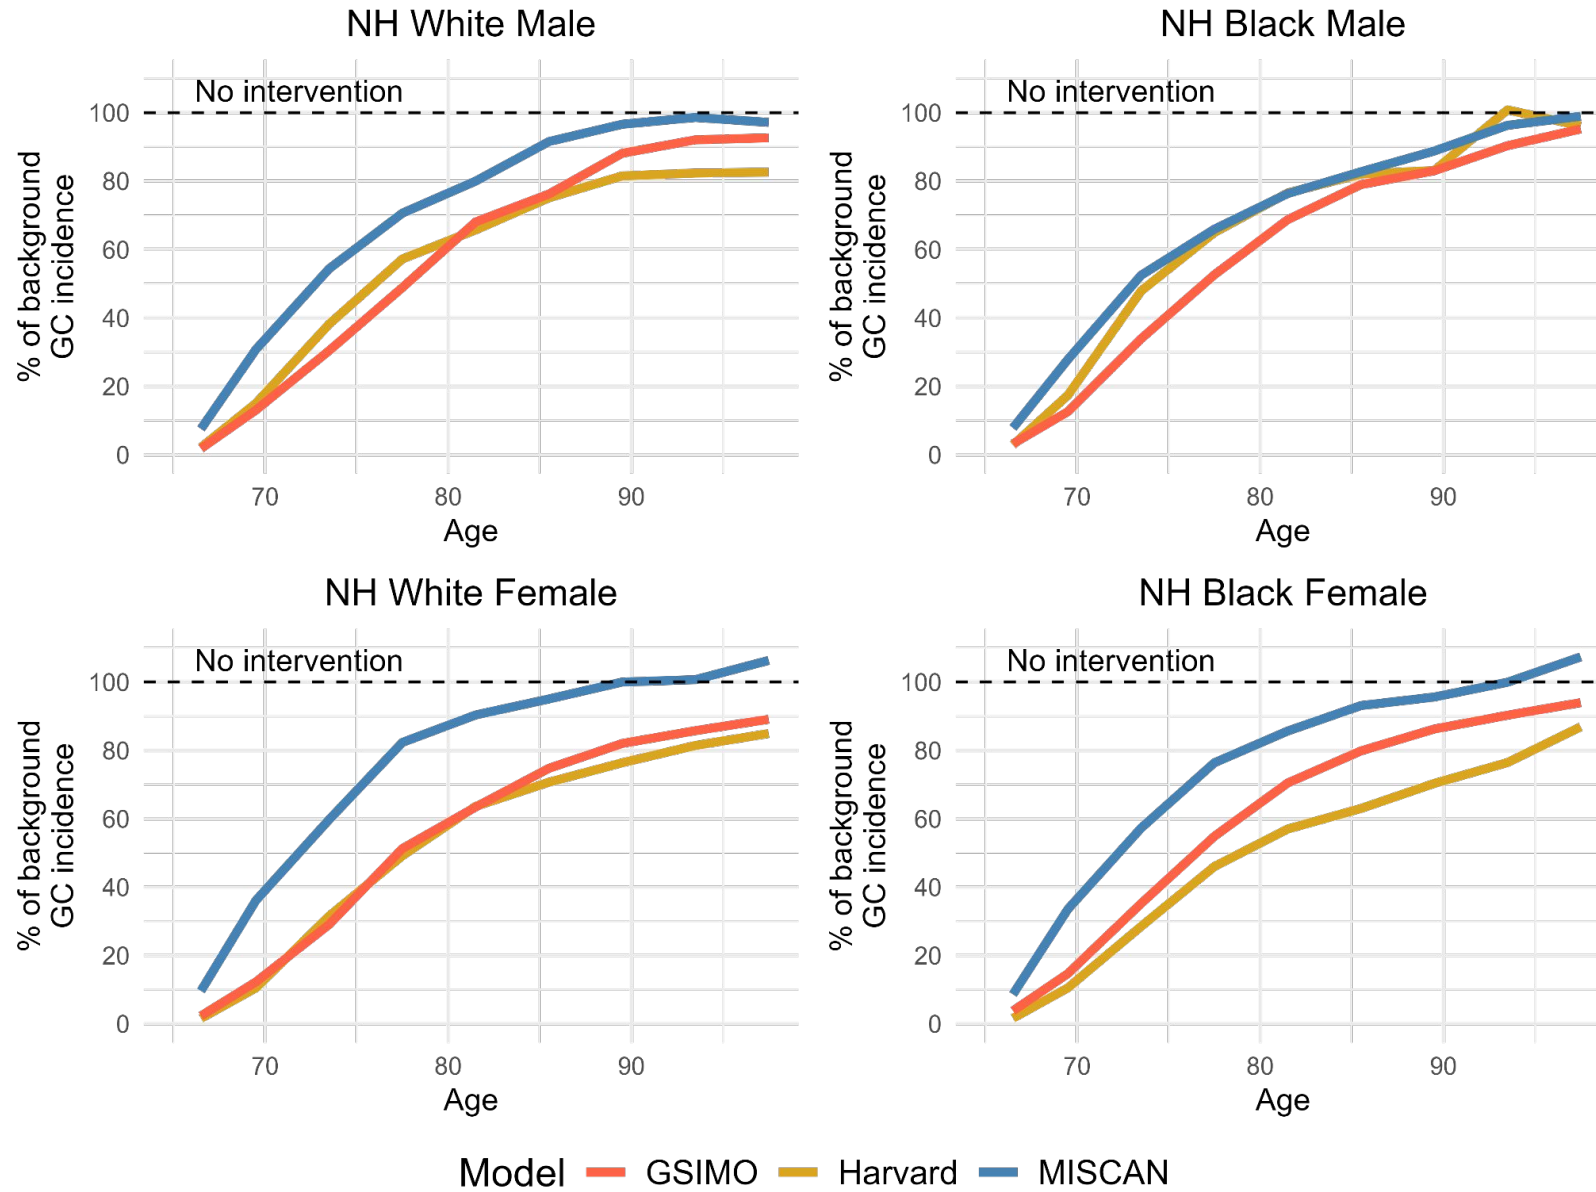 NH White Male
No intervention
100
80
60
40
20
0
% of background
GC incidence
70 80 90
Age
NH Black Male
No intervention
100
80
60
40
20
0
% of background
GC incidence
70 80 90
Age
NH White Female
No intervention
100
80
60
40
20
0
% of background
GC incidence
70 80 90
Age
NH Black Female
No intervention
100
80
60
40
20
0
% of background
GC incidence
70 80 90
Age
Model GSIMO Harvard MISCAN